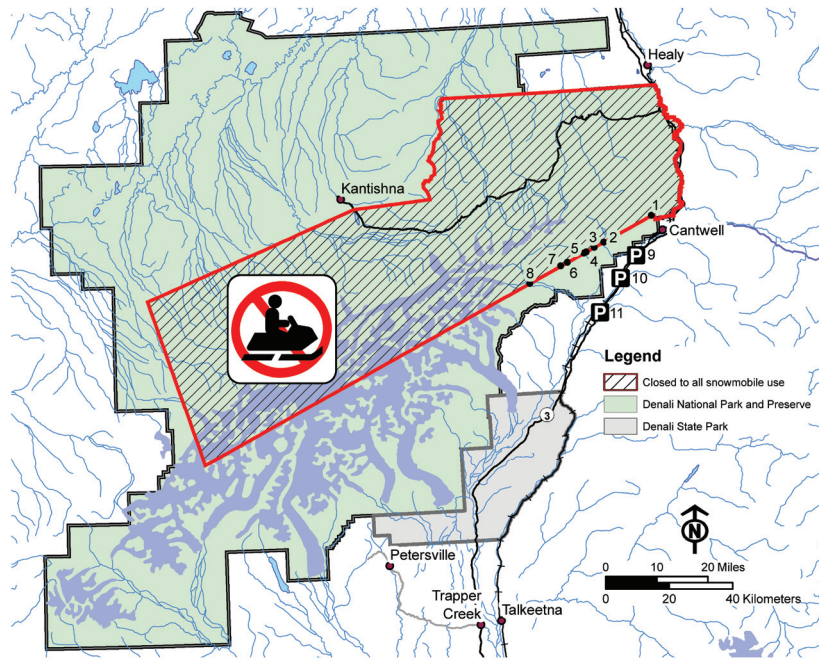 Healy
Kantishna
1
Cantwell
2
3
5
4
7
6
8
P 9
P 10
P 11
Legend
Closed to all snowmobile use
Denali National Park and Preserve
Denali State Park
3
N
Petersville
Trapper
Creek
Talkeetna
0 10 20 Miles
0 20 40 Kilometers